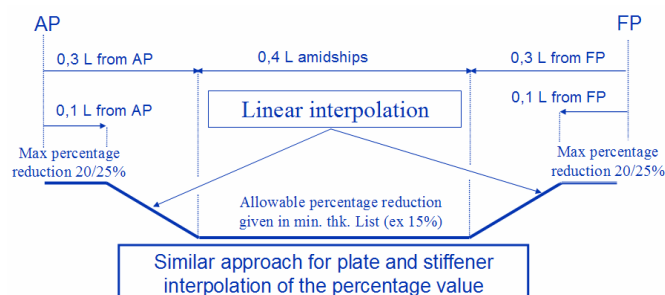 AP
FP
0,3 L from AP
0,4 L amidships
0,3 L from FP
0,1 L from AP
Linear interpolation
0,1 L from FP
Max percentage
reduction 20/25%
Max percentage
reduction 20/25%
Allowable percentage reduction
given in min. thk. List (ex 15%)
Similar approach for plate and stiffener
interpolation of the percentage value